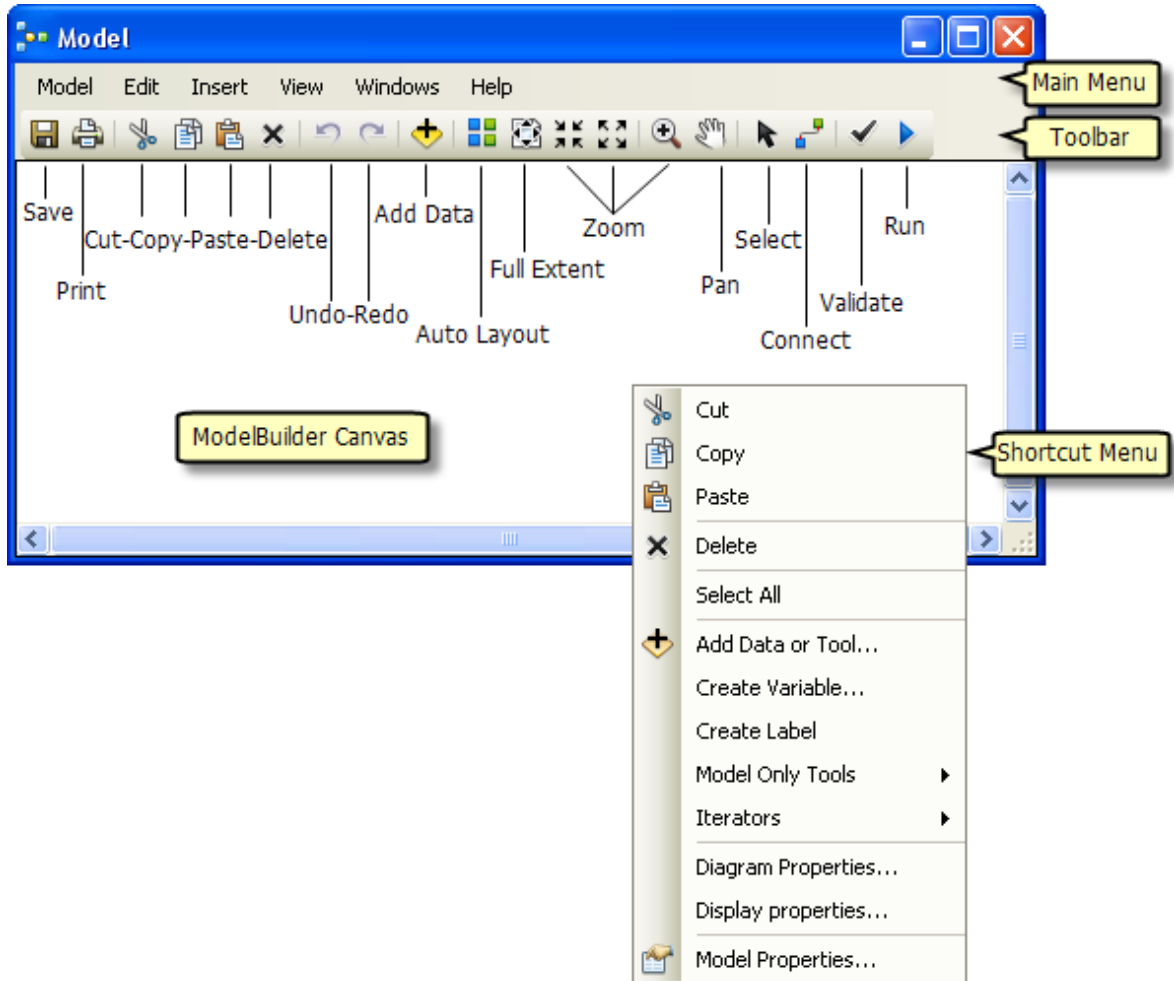 Model
Model Edit Insert View Windows Help
Main Menu
Toolbar
Save
Print
Cut-Copy-Paste-Delete
Undo-Redo
Add Data
Auto Layout
Full Extent
Zoom
Pan
Select
Connect
Validate
Run
ModelBuilder Canvas
Shortcut Menu
Cut
Copy
Paste
Delete
Select All
Add Data or Tool...
Create Variable...
Create Label
Model Only Tools
Iterators
Diagram Properties...
Display properties...
Model Properties...